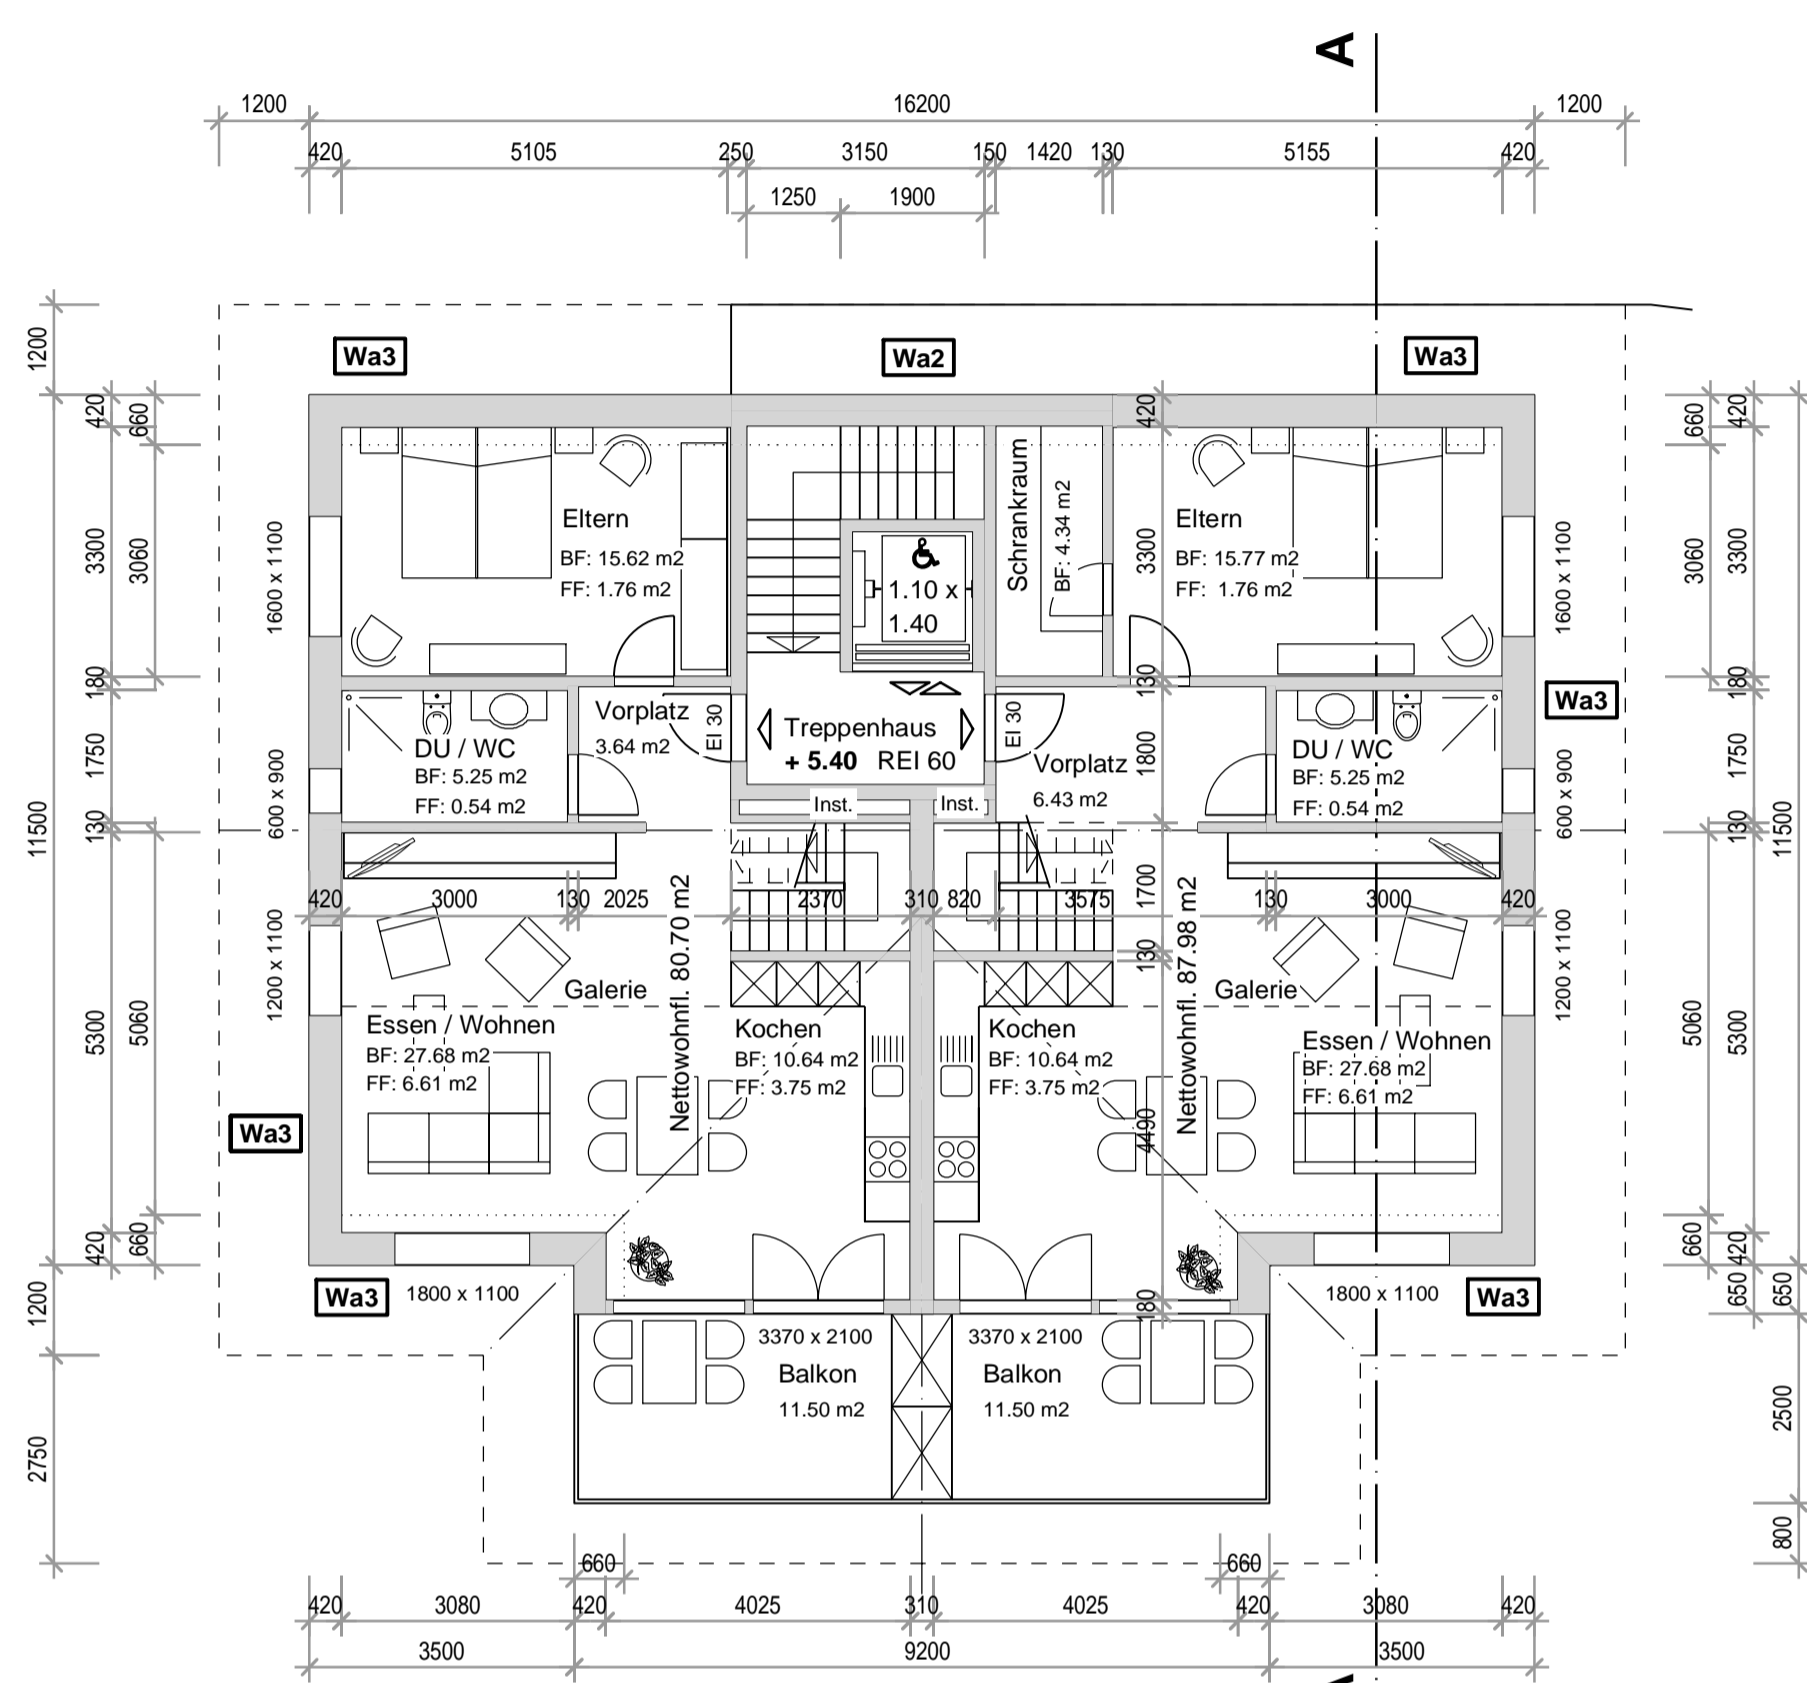 A
1200
16200
1200
420
5105
250
3150
150
1420
130
5155
420
1250
1900
1200
420
660
3300
3060
180
1750
130
11500
5300
5060
420
660
1200
2750
Wa3
Wa2
Wa3
1600 x 1100
Eltern
BF: 15.62 m2
FF: 1.76 m2
1.10 x
1.40
Schrankraum
BF: 4.34 m2
420
3300
Eltern
BF: 15.77 m2
FF: 1.76 m2
1600 x 1100
660
420
3060
3300
180
1750
130
11500
5060
5300
660
420
650
650
2500
800
600 x 900
DU / WC
BF: 5.25 m2
FF: 0.54 m2
Vorplatz
3.64 m2
EI 30
Treppenhaus
+ 5.40 REI 60
EI 30
Vorplatz
6.43 m2
130
1800
DU / WC
BF: 5.25 m2
FF: 0.54 m2
Wa3
600 x 900
Inst.
Inst.
420
3000
130
2025
2370
310
820
3575
1700
130
130
3000
420
1200 x 1100
Galerie
Nettowohnfl. 80.70 m2
Nettowohnfl. 87.98 m2
Galerie
1200 x 1100
Essen / Wohnen
BF: 27.68 m2
FF: 6.61 m2
Kochen
BF: 10.64 m2
FF: 3.75 m2
Kochen
BF: 10.64 m2
FF: 3.75 m2
Essen / Wohnen
BF: 27.68 m2
FF: 6.61 m2
4490
Wa3
Wa3
1800 x 1100
180
1800 x 1100
Wa3
3370 x 2100
Balkon
11.50 m2
3370 x 2100
Balkon
11.50 m2
660
660
420
3080
420
4025
310
4025
420
3080
420
3500
9200
3500